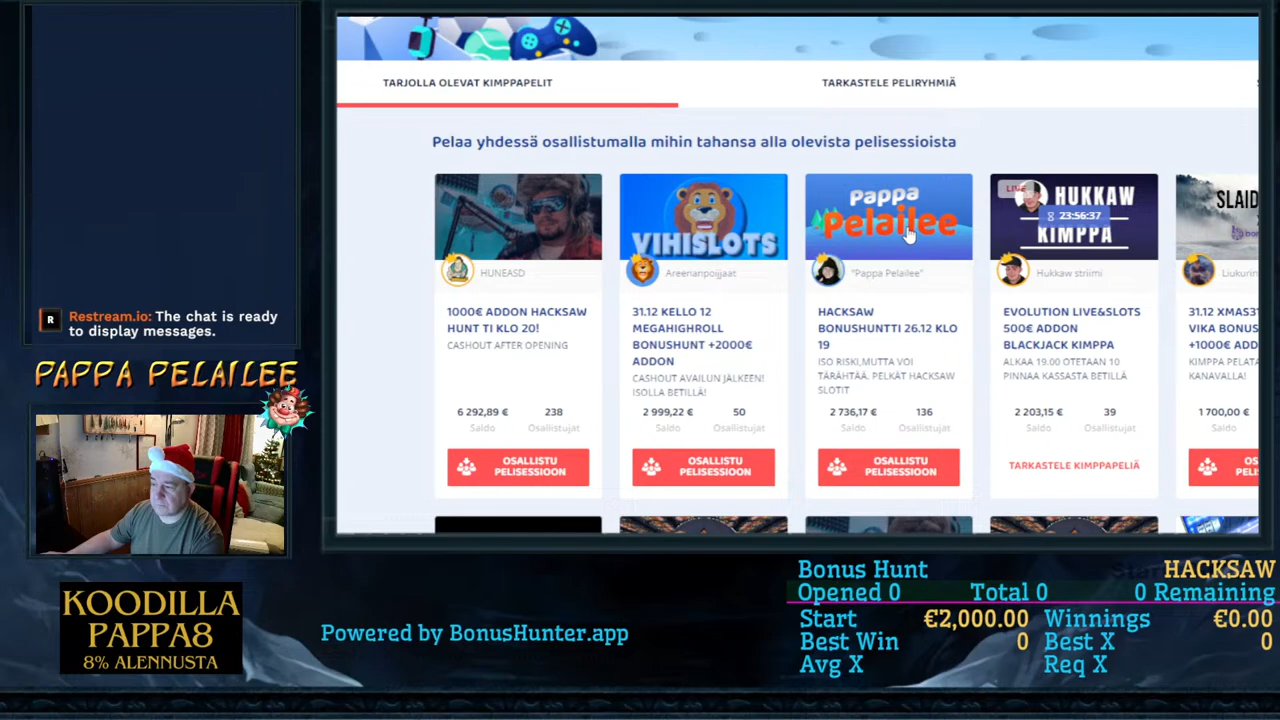 TARJOLLA OLEVAT KIMPPAPELIT
TARKASTELE PELIRYHMIÄ
Pelaa yhdessä osallistumalla mihin tahansa alla olevista pelisessioista
HUNEASD
1000€ ADDON HACKSAW
HUNT TI KLO 20!
CASHOUT AFTER OPENING
6 292,89 € 238
Saldo Osallistujat
OSALLISTU
PELISESSIOON
VIHISLOTS
Areenanpoijaat
31.12 KELLO 12
MEGAHIGHROLL
BONUSHUNT +2000€
ADDON
CASHOUT AVAILUN JÄLKEEN!
ISOLLA BETILLÄ!
2 999,22 € 50
Saldo Osallistujat
OSALLISTU
PELISESSIOON
Pappa
Pelailee
"Pappa Pelailee"
HACKSAW
BONUSHUNTTI 26.12 KLO
19
ISO RISKI,MUTTA VOI
TÄRÄHTÄÄ. PELKÄT HACKSAW
SLOTIT
2 736,17 € 136
Saldo Osallistujat
OSALLISTU
PELISESSIOON
LIVE
HUKKAW
23:56:37
KIMPPA
Hukkaw striimi
EVOLUTION LIVE&SLOTS
500€ ADDON
BLACKJACK KIMPPA
ALKAA 19.00 OTETAAN 10
PINNAA KASSASTA BETILLÄ
2 203,15 € 39
Saldo Osallistujat
TARKASTELE KIMPPAPELIÄ
SLAID
Liukurin
31.12 XMAS31
VIKA BONUS
+1000€ ADD
KIMPPA PELATA
KANAVALLA!
1 700,00 €
Saldo
OSAL
PELIS
R
Restream.io: The chat is ready
to display messages.
PAPPA PELAILEE
KOODILLA
PAPPA8
8% ALENNUSTA
Powered by BonusHunter.app
Bonus Hunt HACKSAW
Opened 0 Total 0 0 Remaining
Start €2,000.00 Winnings €0.00
Best Win 0 Best X 0
Avg X Req X